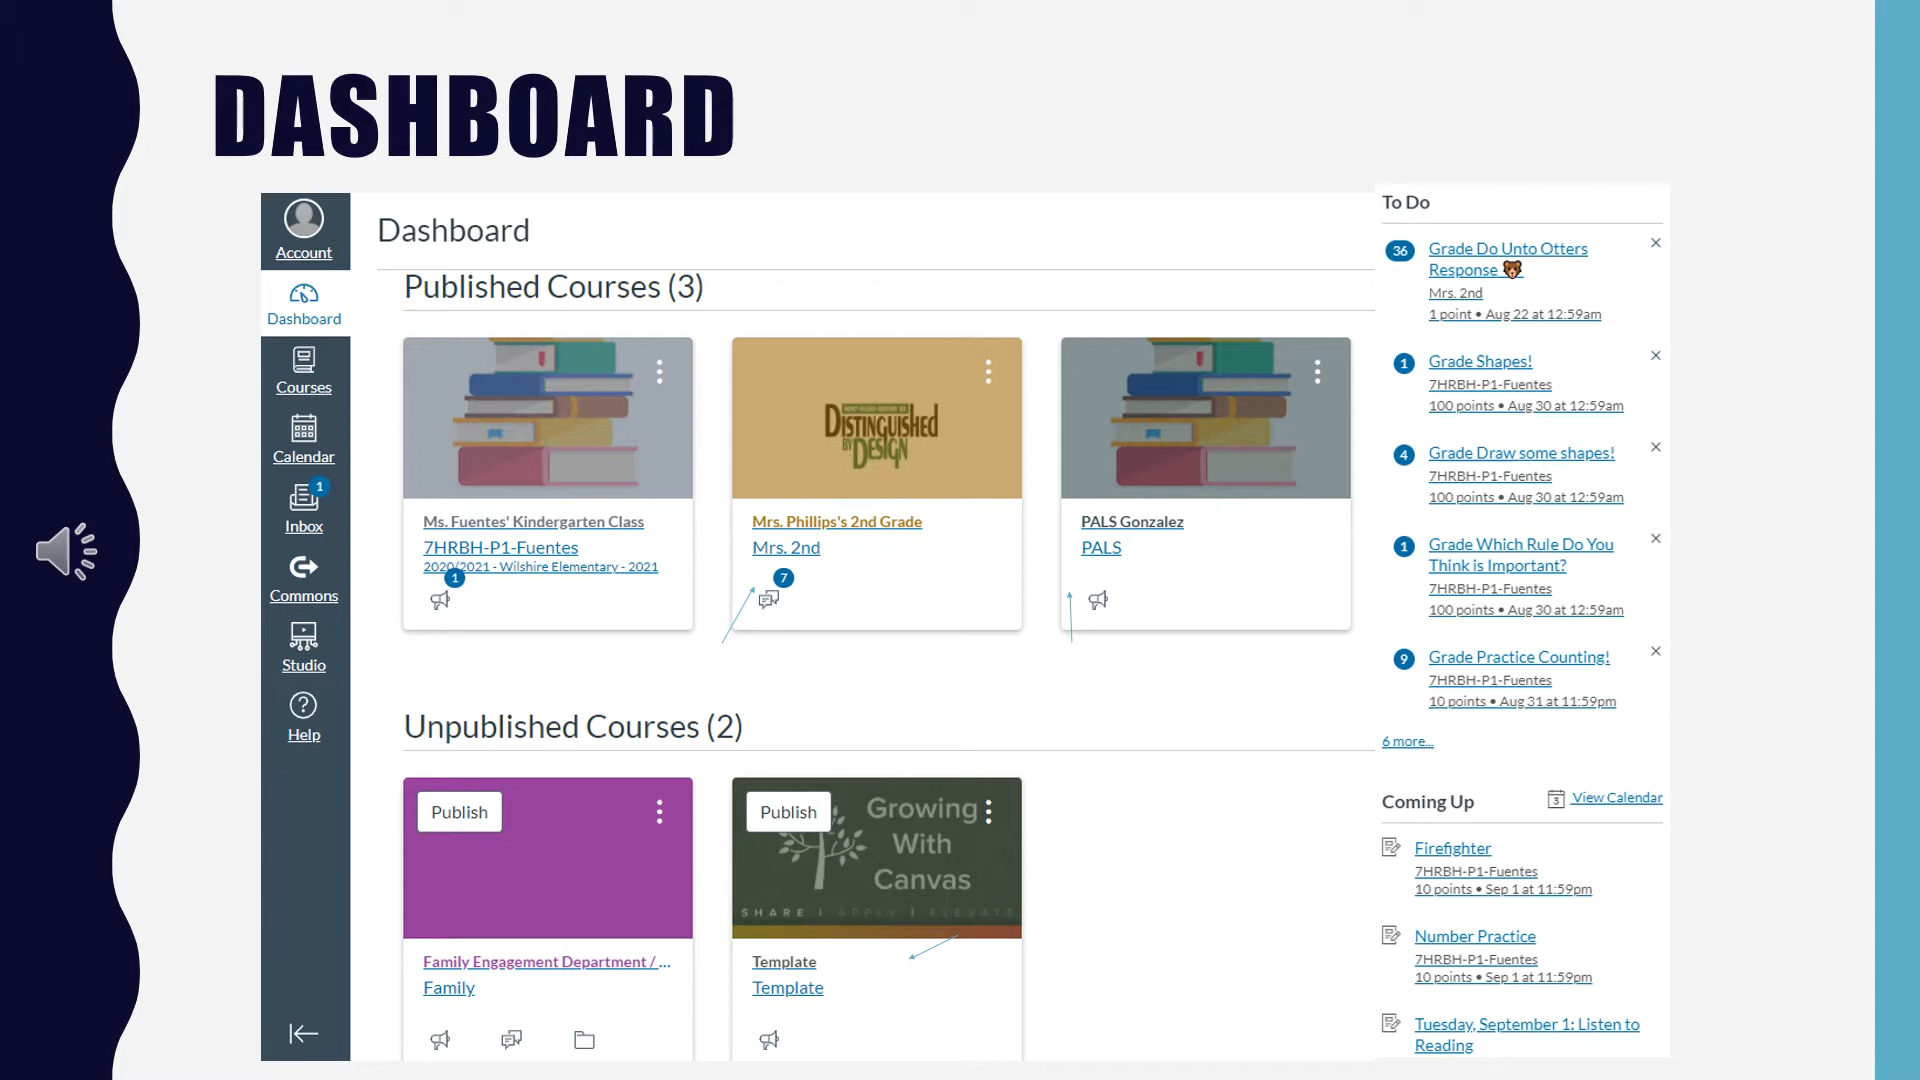 DASHBOARD
Account
Dashboard
Courses
Calendar
1
Inbox
Commons
Studio
Help
Dashboard
Published Courses (3)
DISTINGUISHED
BY DESIGN
Ms. Fuentes' Kindergarten Class
7HRBH-P1-Fuentes
2020/2021 - Wilshire Elementary - 2021
1
Mrs. Phillips's 2nd Grade
Mrs. 2nd
7
PALS Gonzalez
PALS
Unpublished Courses (2)
Publish
Family Engagement Department / ...
Family
Publish
Growing
With
Canvas
SHARE | APPLY | ELEVATE
Template
Template
To Do
36
Grade Do Unto Otters
Response 🐻
Mrs. 2nd
1 point • Aug 22 at 12:59am
1
Grade Shapes!
7HRBH-P1-Fuentes
100 points • Aug 30 at 12:59am
4
Grade Draw some shapes!
7HRBH-P1-Fuentes
100 points • Aug 30 at 12:59am
1
Grade Which Rule Do You
Think is Important?
7HRBH-P1-Fuentes
100 points • Aug 30 at 12:59am
9
Grade Practice Counting!
7HRBH-P1-Fuentes
10 points • Aug 31 at 11:59pm
6 more...
Coming Up
3
View Calendar
Firefighter
7HRBH-P1-Fuentes
10 points • Sep 1 at 11:59pm
Number Practice
7HRBH-P1-Fuentes
10 points • Sep 1 at 11:59pm
Tuesday, September 1: Listen to
Reading